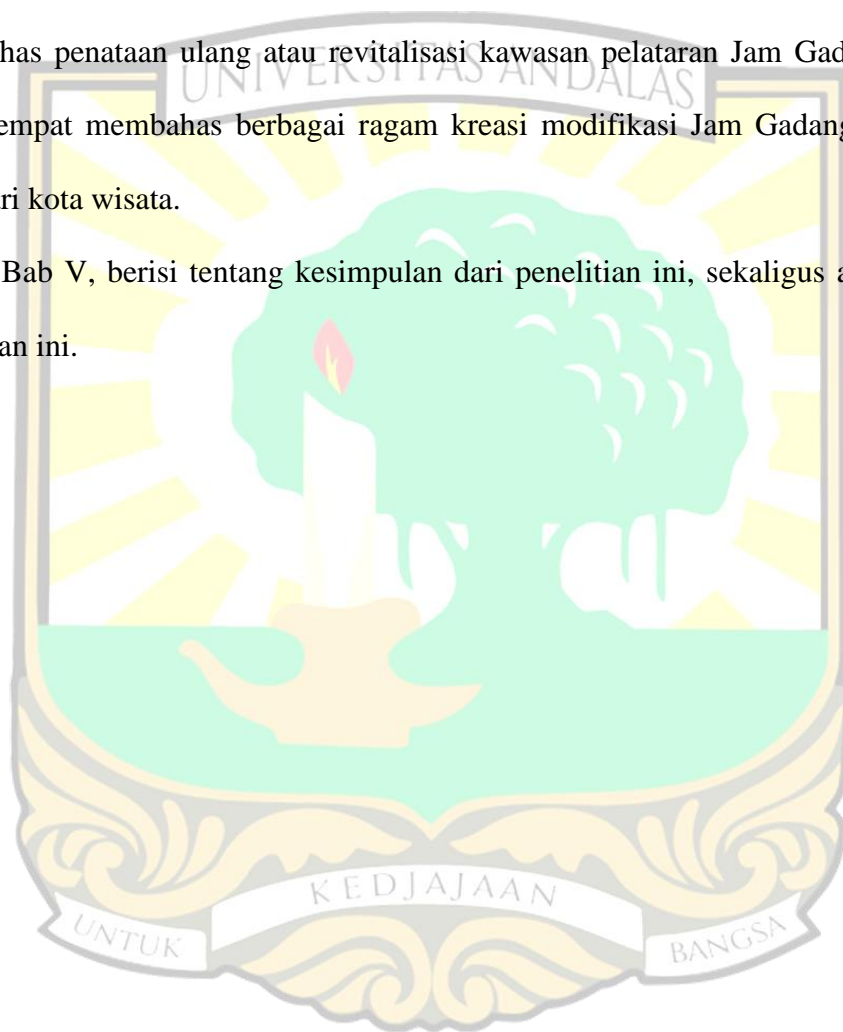 has penataan ulang atau revitalisasi kawasan pelataran Jam Gad
UNIVERSITAS ANDALAS
empat membahas berbagai ragam kreasi modifikasi Jam Gadang
ri kota wisata.
Bab V, berisi tentang kesimpulan dari penelitian ini, sekaligus a
an ini.
KEDJAJAAN
UNTUK
BANGSA